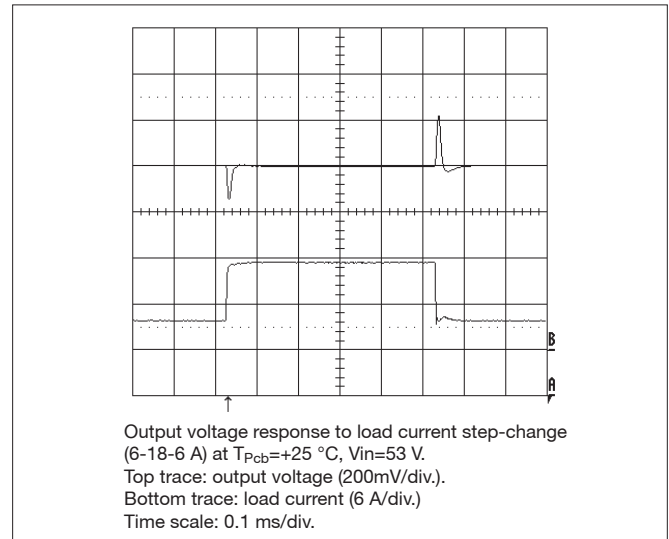 B
A
↑
Output voltage response to load current step-change
(6-18-6 A) at TPcb=+25 °C, Vin=53 V.
Top trace: output voltage (200mV/div.).
Bottom trace: load current (6 A/div.)
Time scale: 0.1 ms/div.